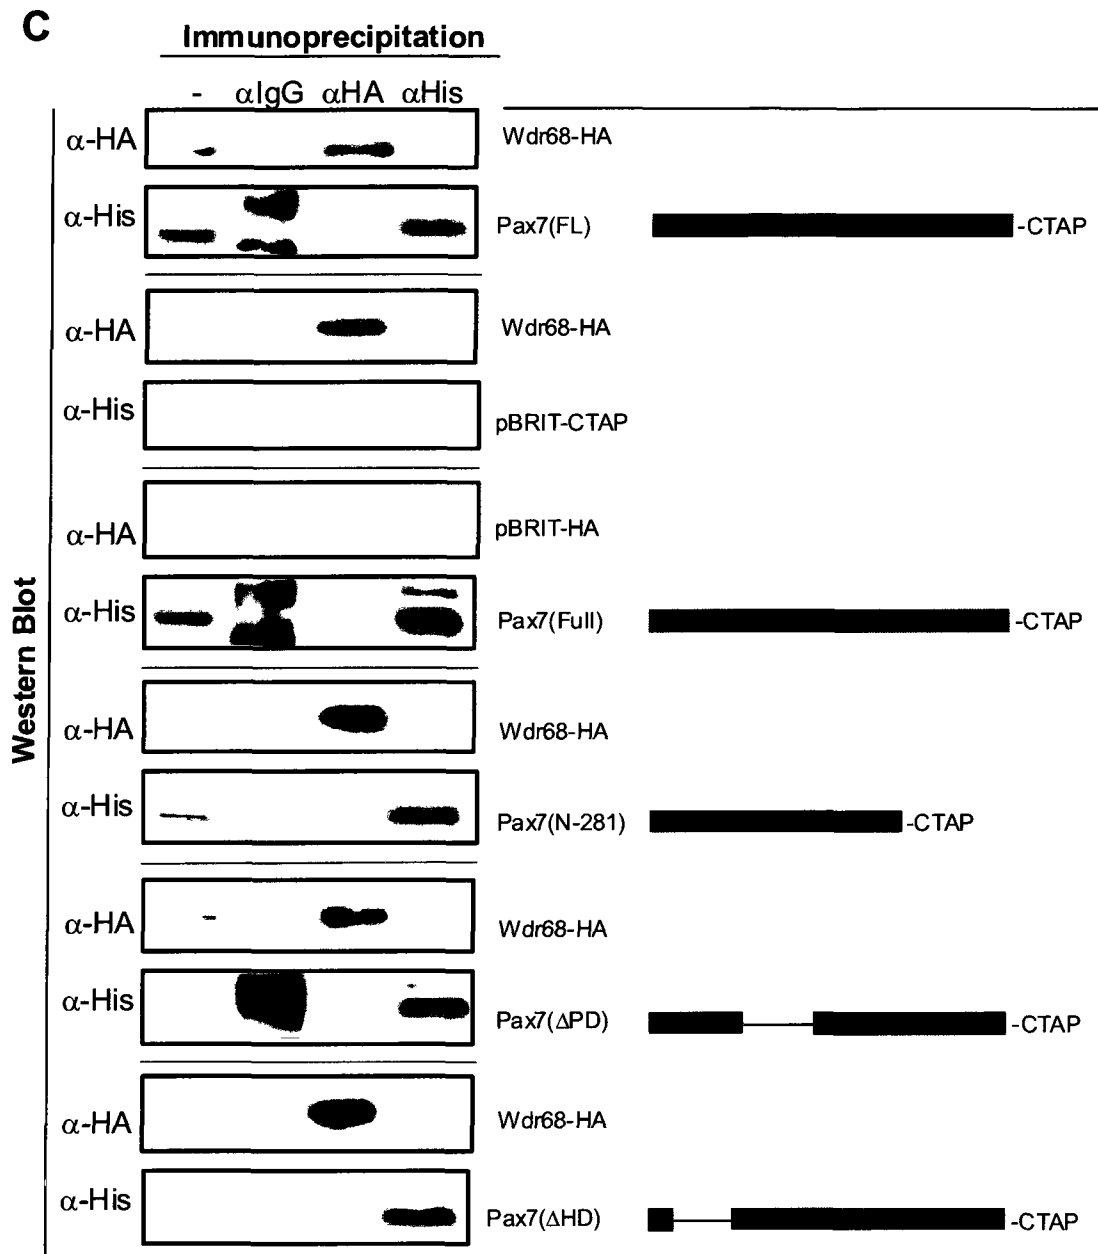 C
Immunoprecipitation
- αIgG αHA αHis
Western Blot
α-HA Wdr68-HA
α-His Pax7(FL) -CTAP
α-HA Wdr68-HA
α-His pBRIT-CTAP
α-HA pBRIT-HA
α-His Pax7(Full) -CTAP
α-HA Wdr68-HA
α-His Pax7(N-281) -CTAP
α-HA Wdr68-HA
α-His Pax7(ΔPD) -CTAP
α-HA Wdr68-HA
α-His Pax7(ΔHD) -CTAP